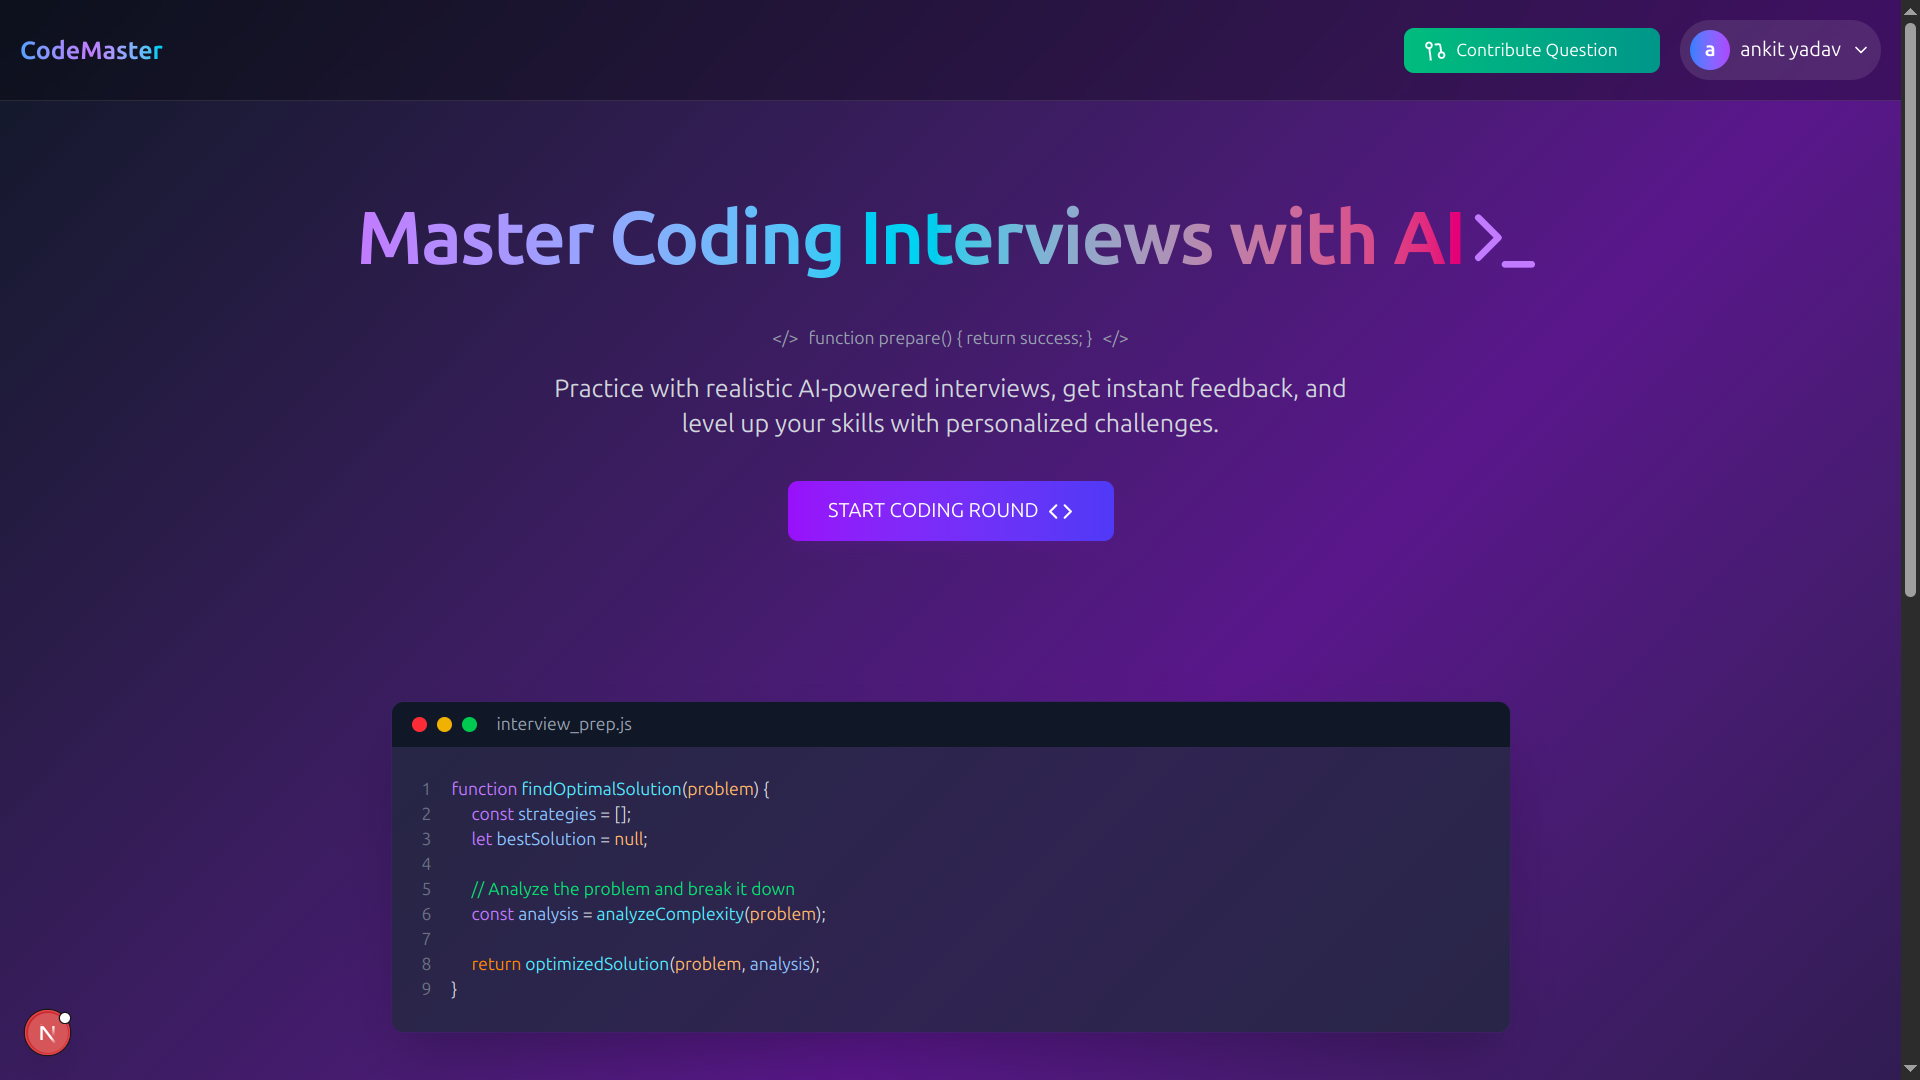 CodeMaster
Contribute Question
a
ankit yadav
Master Coding Interviews with AI>_
</> function prepare() { return success; } </>
Practice with realistic AI-powered interviews, get instant feedback, and
level up your skills with personalized challenges.
START CODING ROUND <>
interview_prep.js
1 function findOptimalSolution(problem) {
2 const strategies = [];
3 let bestSolution = null;
4
5 // Analyze the problem and break it down
6 const analysis = analyzeComplexity(problem);
7
8 return optimizedSolution(problem, analysis);
9 }
N